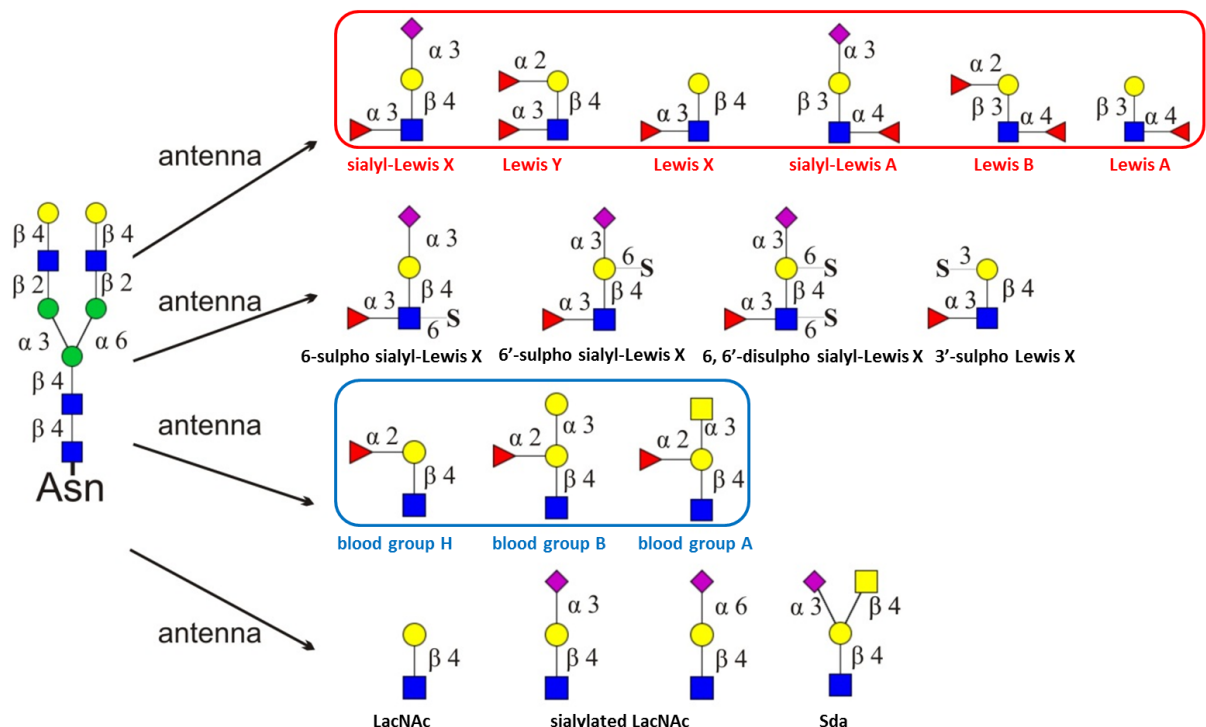 α 3
β 4
α 3
sialyl-Lewis X
α 2
β 4
α 3
Lewis Y
β 4
α 3
Lewis X
α 3
β 3
α 4
sialyl-Lewis A
α 2
β 3
α 4
Lewis B
β 3
α 4
Lewis A
antenna
β 4
β 4
β 2
β 2
α 3
α 6
β 4
β 4
Asn
antenna
α 3
β 4
α 3
6
S
6-sulpho sialyl-Lewis X
α 3
6
S
β 4
α 3
6’-sulpho sialyl-Lewis X
α 3
6
S
β 4
α 3
6
S
6, 6’-disulpho sialyl-Lewis X
S
3
β 4
α 3
3’-sulpho Lewis X
antenna
α 2
β 4
blood group H
α 3
α 2
β 4
blood group B
α 3
α 2
β 4
blood group A
antenna
β 4
LacNAc
α 3
β 4
α 6
β 4
sialylated LacNAc
α 3
β 4
β 4
Sda